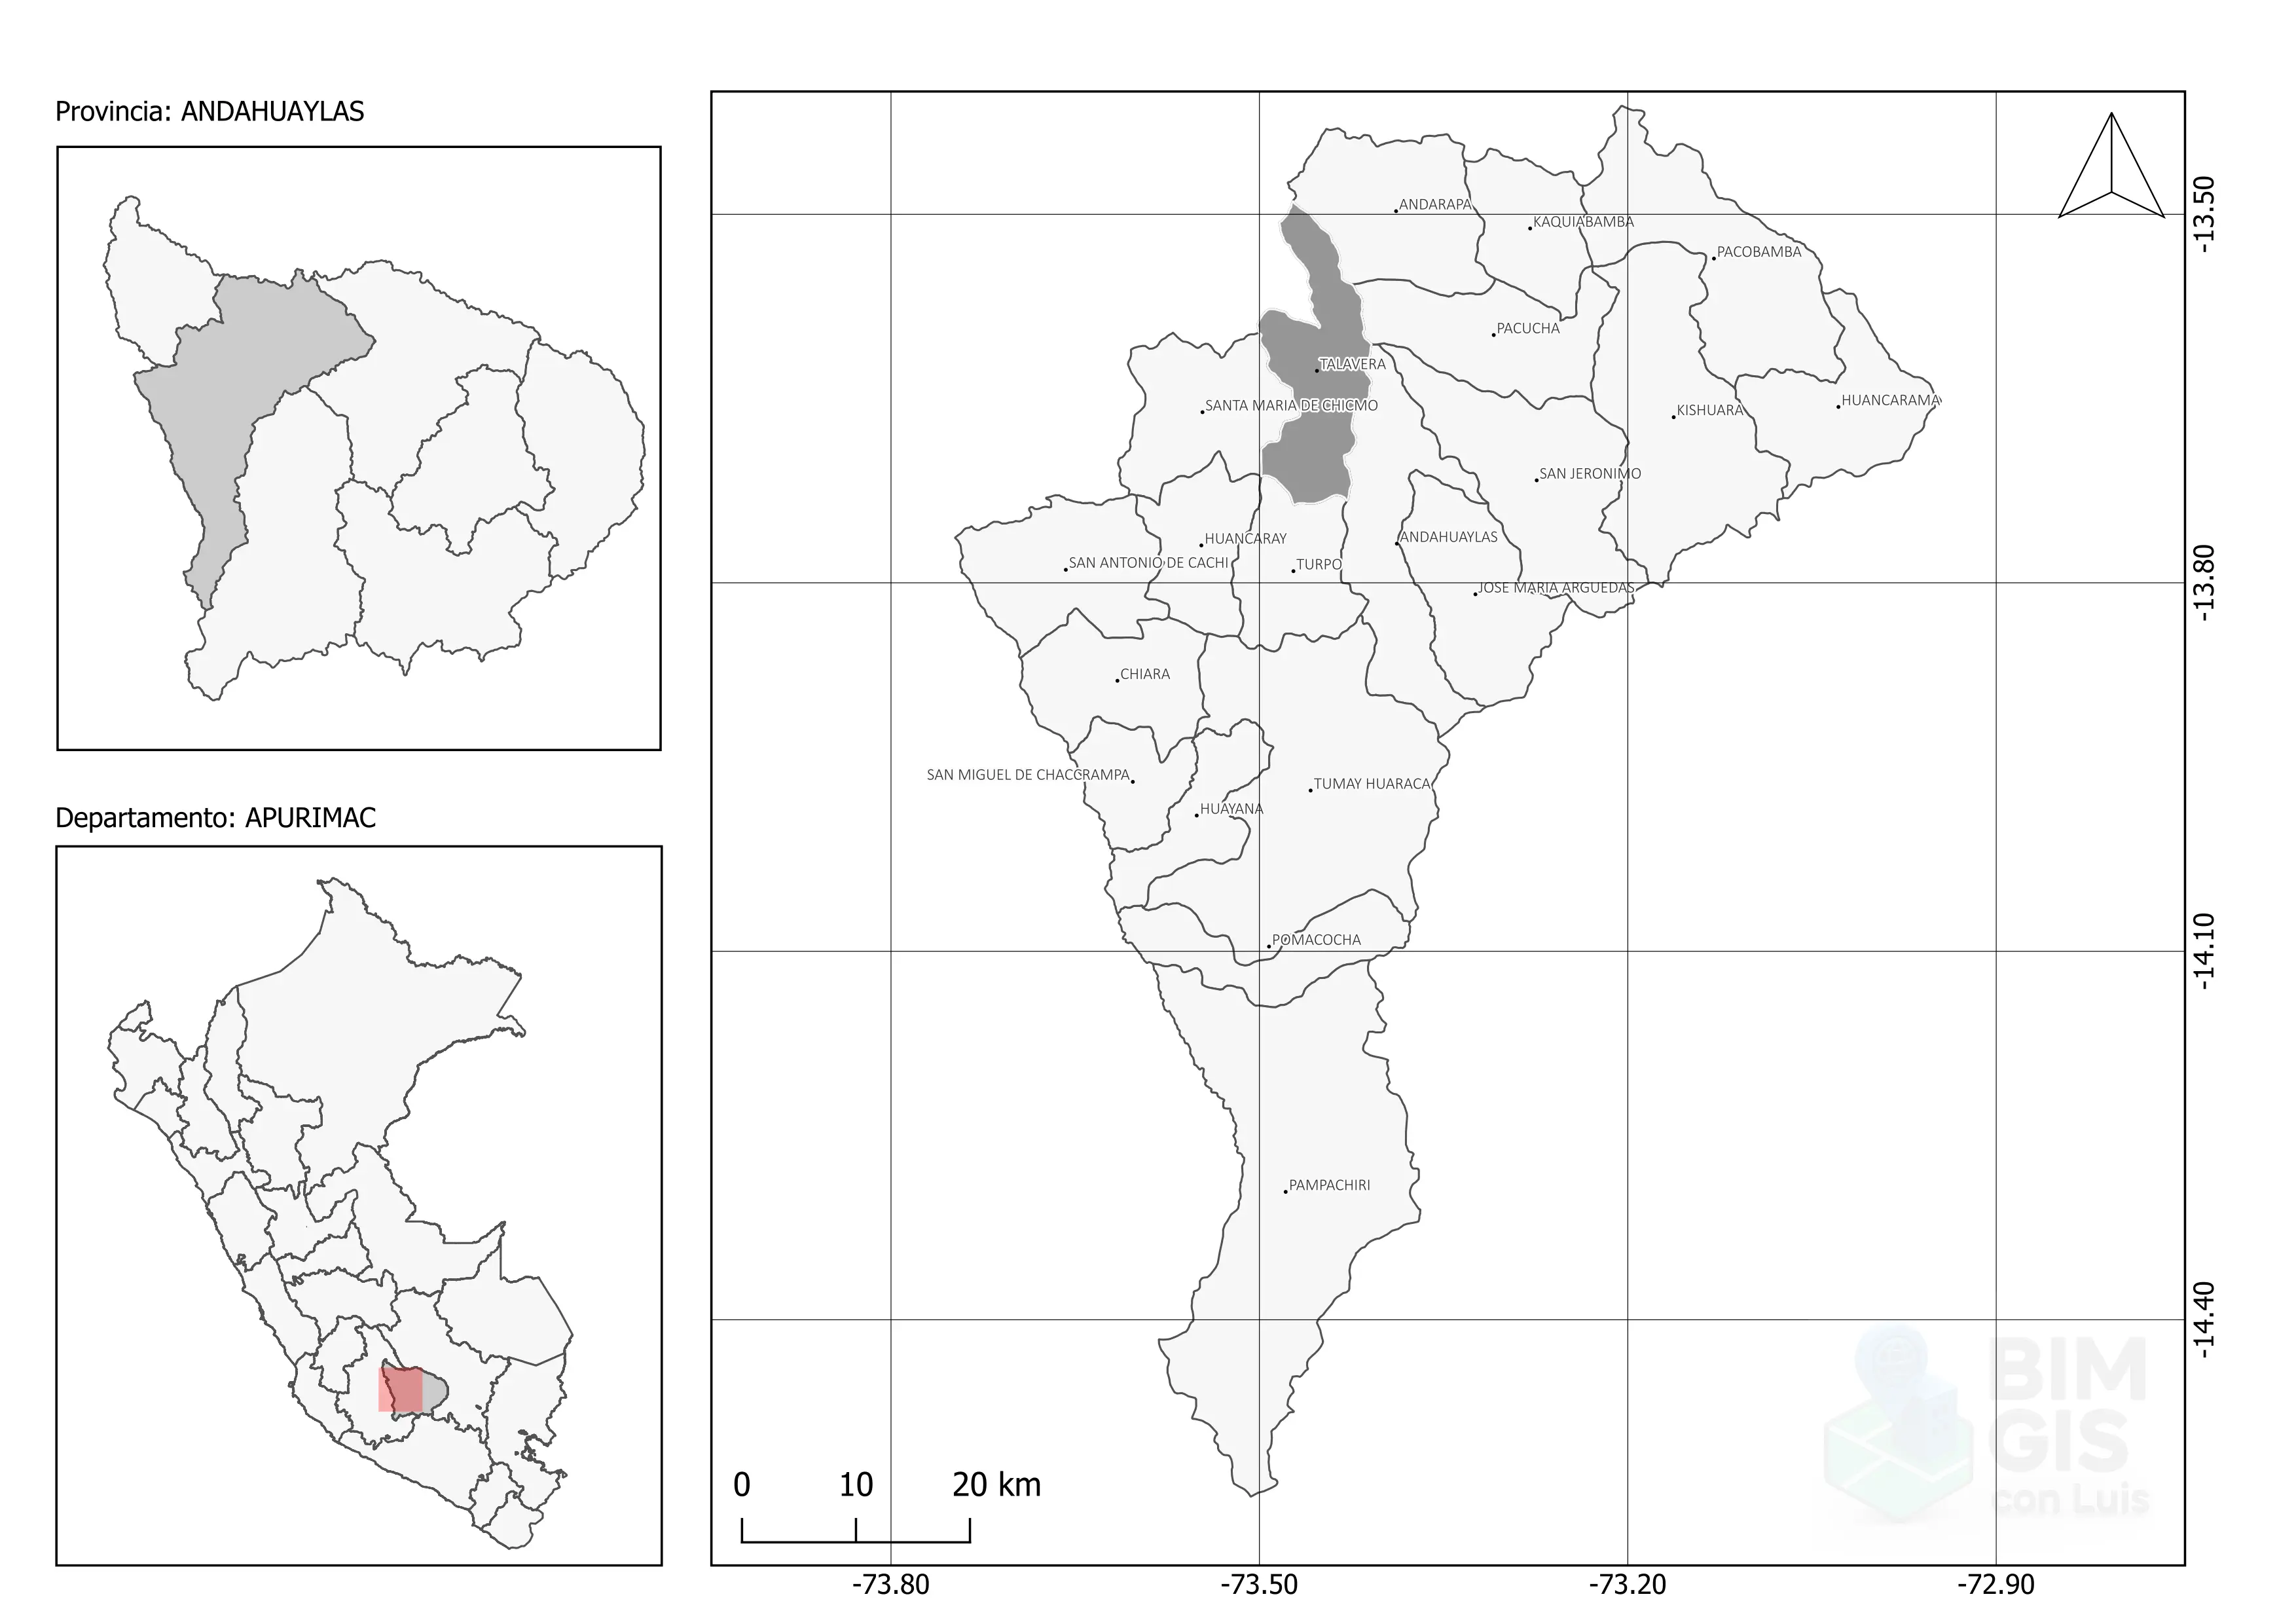 Provincia: ANDAHUAYLAS
Departamento: APURIMAC
ANDARAPA
KAQUIABAMBA
PACOBAMBA
PACUCHA
TALAVERA
SANTA MARIA DE CHICMO
HUANCARAMA
KISHUARA
SAN JERONIMO
HUANCARAY
ANDAHUAYLAS
SAN ANTONIO DE CACHI
TURPO
JOSE MARIA ARGUEDAS
CHIARA
SAN MIGUEL DE CHACCRAMPA
TUMAY HUARACA
HUAYANA
POMACOCHA
PAMPACHIRI
-13.50
-13.80
-14.10
-14.40
0 10 20 km
BIM
GIS
con Luis
-73.80 -73.50 -73.20 -72.90